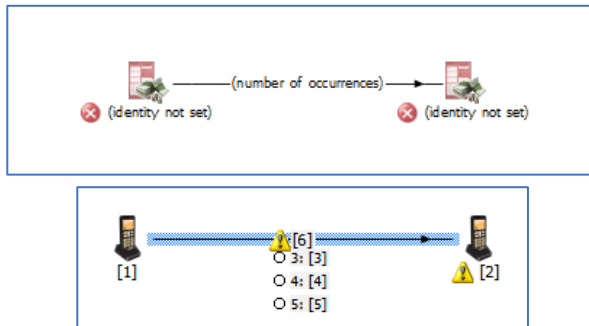 (number of occurrences)
(identity not set) (identity not set)
[6]
[1] 3: [3] [2]
4: [4]
5: [5]